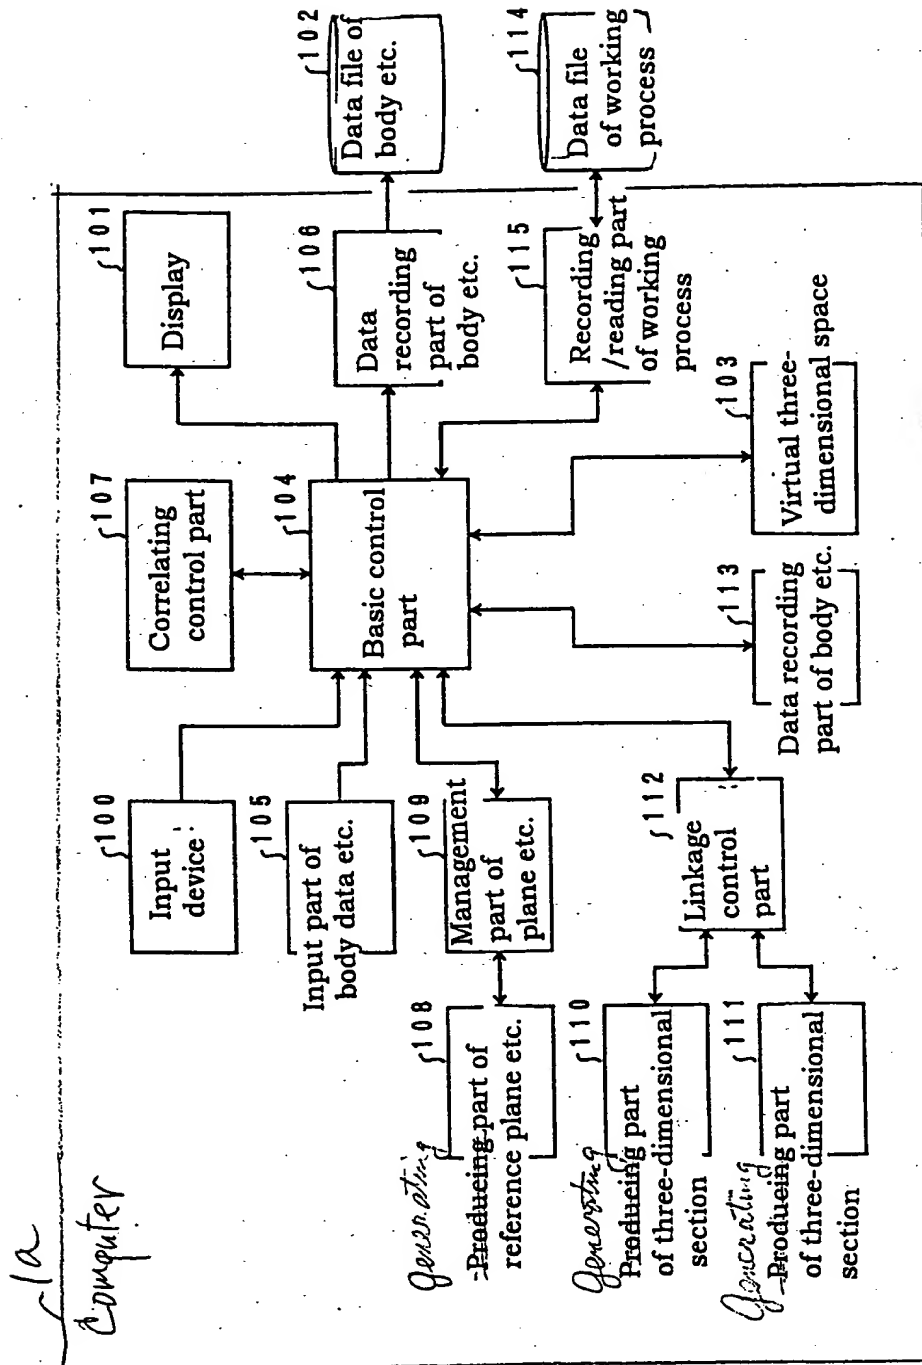 1a
Computer
100
Input
device
107
Correlating
control part
101
Display
105
Input part of
body data etc.
104
Basic control
part
106
Data
recording
part of
body etc.
102
Data file of
body etc.
generating
108
Producing part of
reference plane etc.
109
Management
part of
plane etc.
115
Recording
/reading part
of working
process
114
Data file
of working
process
Generating
110
Producing part
of three-dimensional
section
112
Linkage
control
part
Generating
111
Producing part
of three-dimensional
section
113
Data recording
part of body etc.
103
Virtual three-
dimensional space